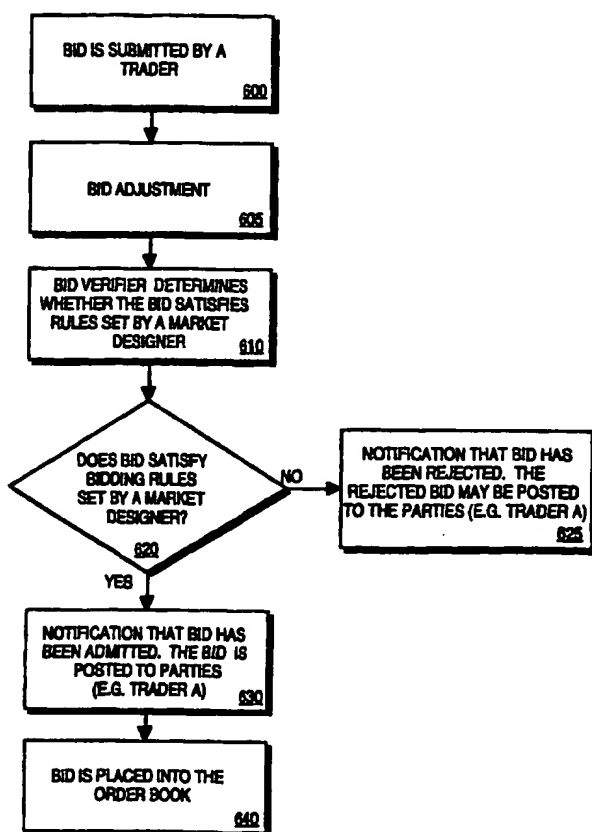 BID IS SUBMITTED BY A
TRADER
600
BID ADJUSTMENT
605
BID VERIFIER DETERMINES
WHETHER THE BID SATISFIES
RULES SET BY A MARKET
DESIGNER
610
DOES BID SATISFY
BIDDING RULES
SET BY A MARKET
DESIGNER?
620
NO
NOTIFICATION THAT BID HAS
BEEN REJECTED. THE
REJECTED BID MAY BE POSTED
TO THE PARTIES (E.G. TRADER A)
625
YES
NOTIFICATION THAT BID HAS
BEEN ADMITTED. THE BID IS
POSTED TO PARTIES
(E.G. TRADER A)
630
BID IS PLACED INTO THE
ORDER BOOK
640